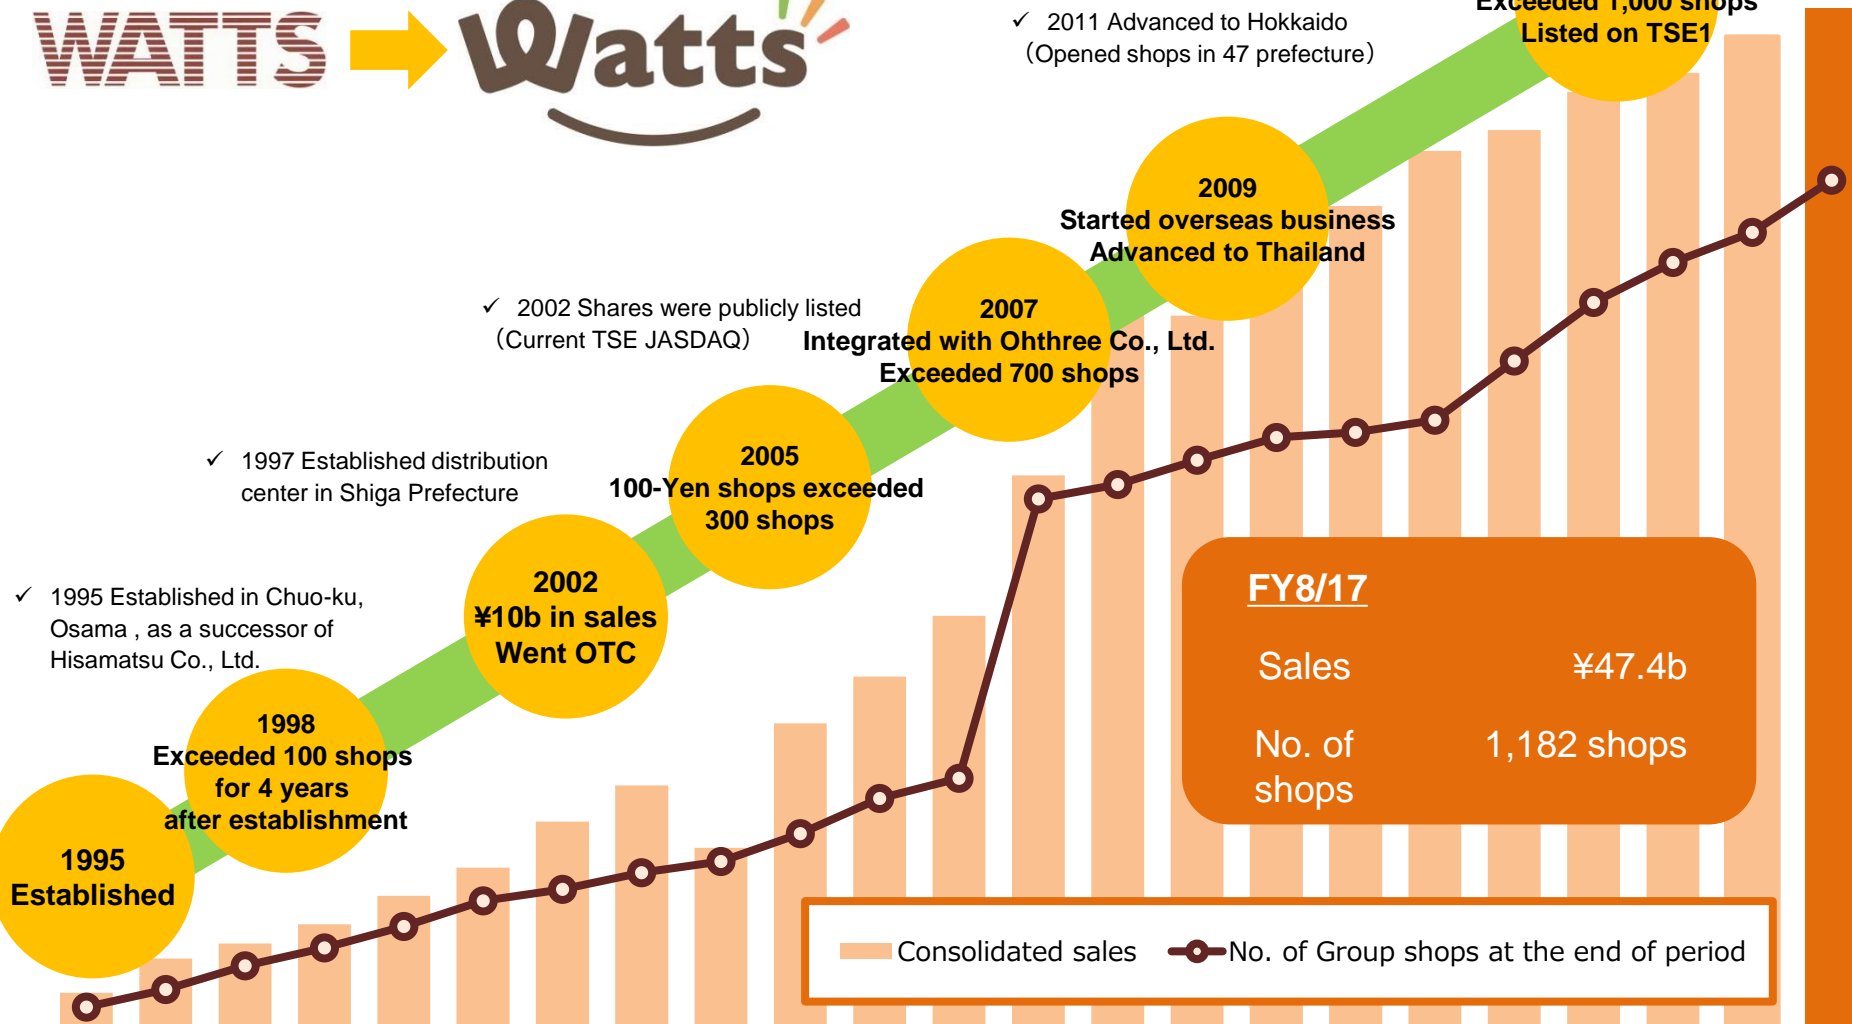 WATTS
Watts
✓ 2011 Advanced to Hokkaido
（Opened shops in 47 prefecture）
Exceeded 1,000 shops
Listed on TSE1
2009
Started overseas business
Advanced to Thailand
✓ 2002 Shares were publicly listed
（Current TSE JASDAQ）
2007
Integrated with Ohthree Co., Ltd.
Exceeded 700 shops
✓ 1997 Established distribution
center in Shiga Prefecture
2005
100-Yen shops exceeded
300 shops
✓ 1995 Established in Chuo-ku,
Osama , as a successor of
Hisamatsu Co., Ltd.
2002
¥10b in sales
Went OTC
1998
Exceeded 100 shops
for 4 years
after establishment
1995
Established
FY8/17
Sales ¥47.4b
No. of 1,182 shops
shops
Consolidated sales No. of Group shops at the end of period